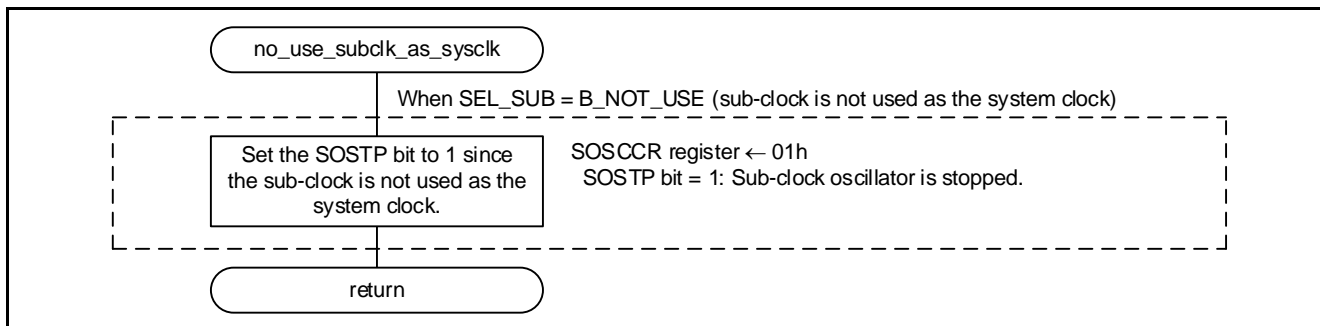 no_use_subclk_as_sysclk
When SEL_SUB = B_NOT_USE (sub-clock is not used as the system clock)
Set the SOSTP bit to 1 since
the sub-clock is not used as the
system clock.
SOSCCR register ← 01h
SOSTP bit = 1: Sub-clock oscillator is stopped.
return